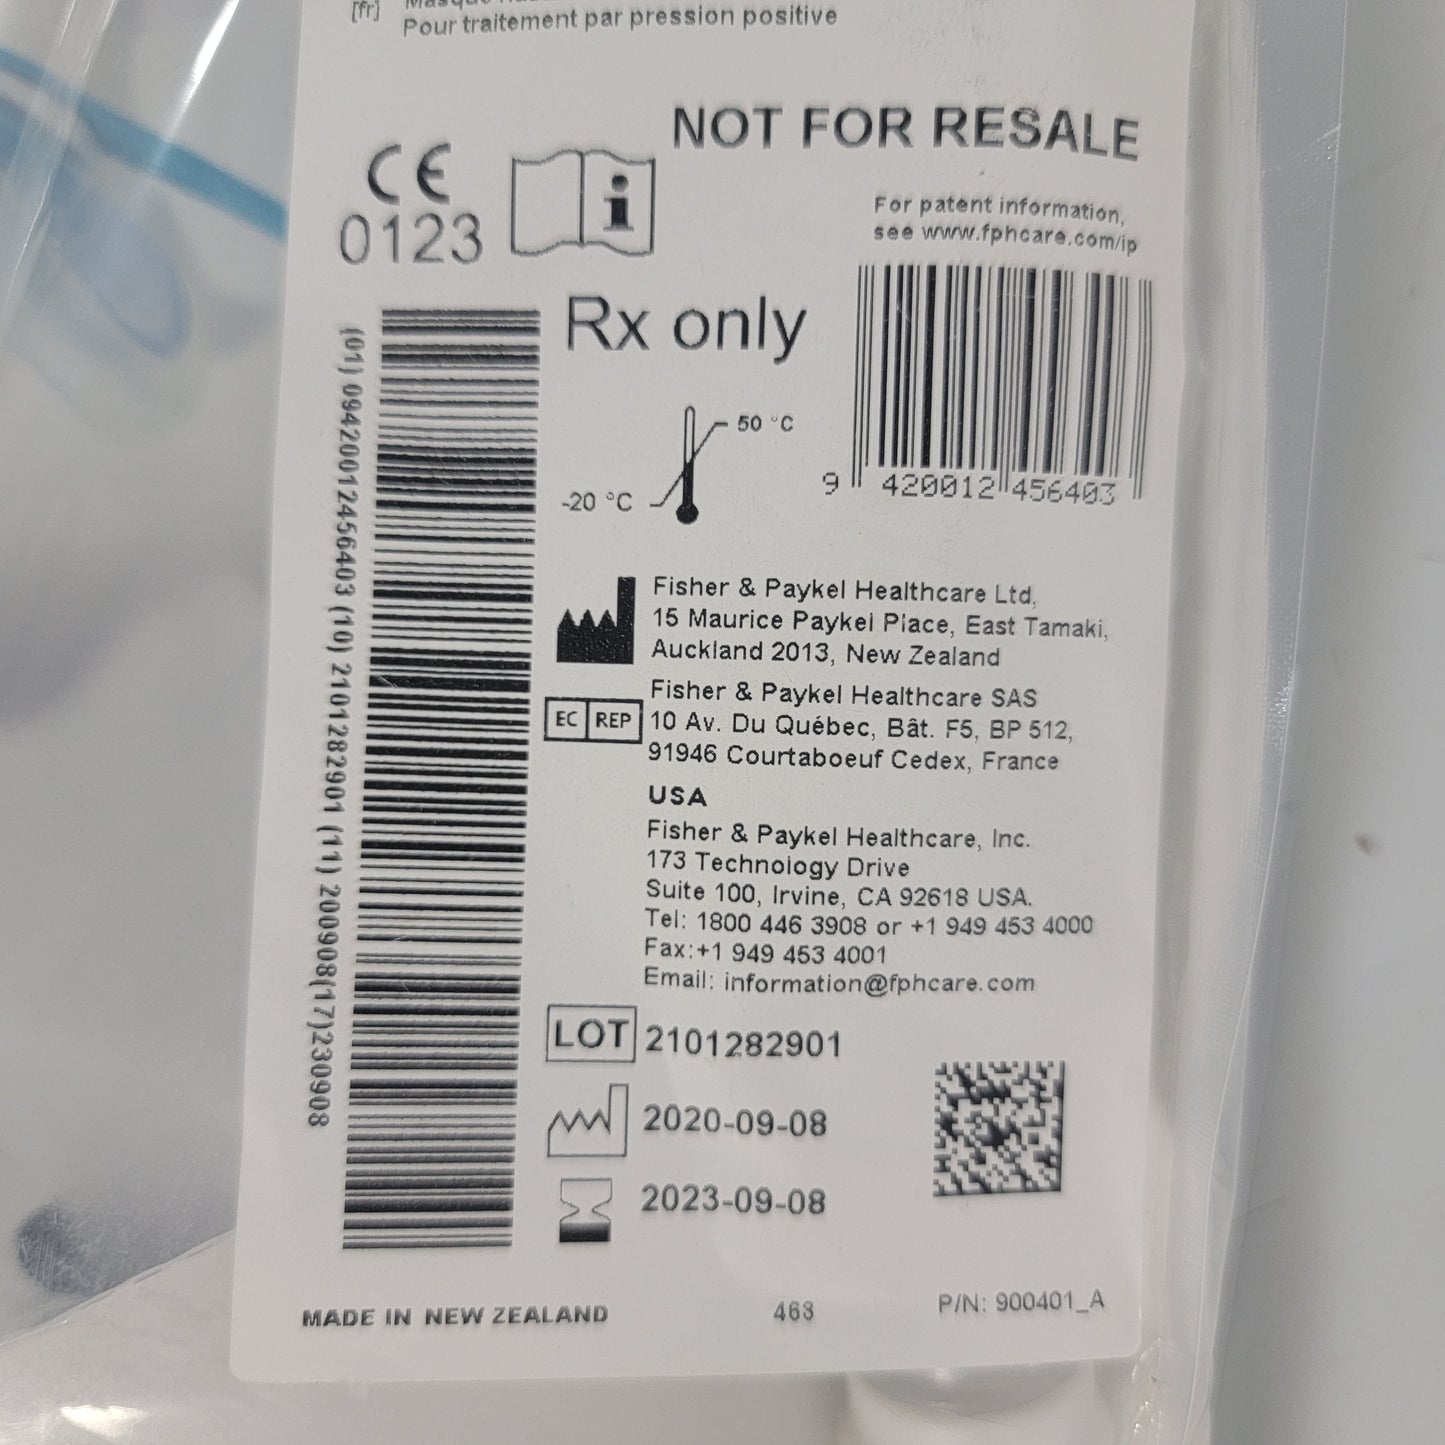 [fr]
Pour traitement par pression positive
NOT FOR RESALE
CE
0123
For patent information,
see www.fphcare.com/ip
Rx only
50 °C
-20 °C
9 420012 456403
(01) 09420012456403 (10) 2101282901 (11) 200908(17)230908
Fisher & Paykel Healthcare Ltd,
15 Maurice Paykel Place, East Tamaki,
Auckland 2013, New Zealand
EC REP
Fisher & Paykel Healthcare SAS
10 Av. Du Québec, Bât. F5, BP 512,
91946 Courtaboeuf Cedex, France
USA
Fisher & Paykel Healthcare, Inc.
173 Technology Drive
Suite 100, Irvine, CA 92618 USA.
Tel: 1800 446 3908 or +1 949 453 4000
Fax:+1 949 453 4001
Email: information@fphcare.com
LOT 2101282901
2020-09-08
2023-09-08
MADE IN NEW ZEALAND
463
P/N: 900401_A